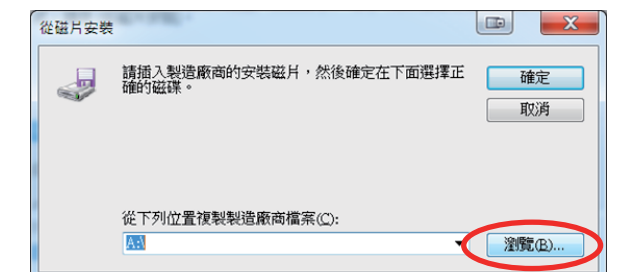 從磁片安裝
請插入製造廠商的安裝磁片，然後確定在下面選擇正
確的磁碟。
確定
取消
從下列位置複製製造廠商檔案(C):
A:\
瀏覽(B)...